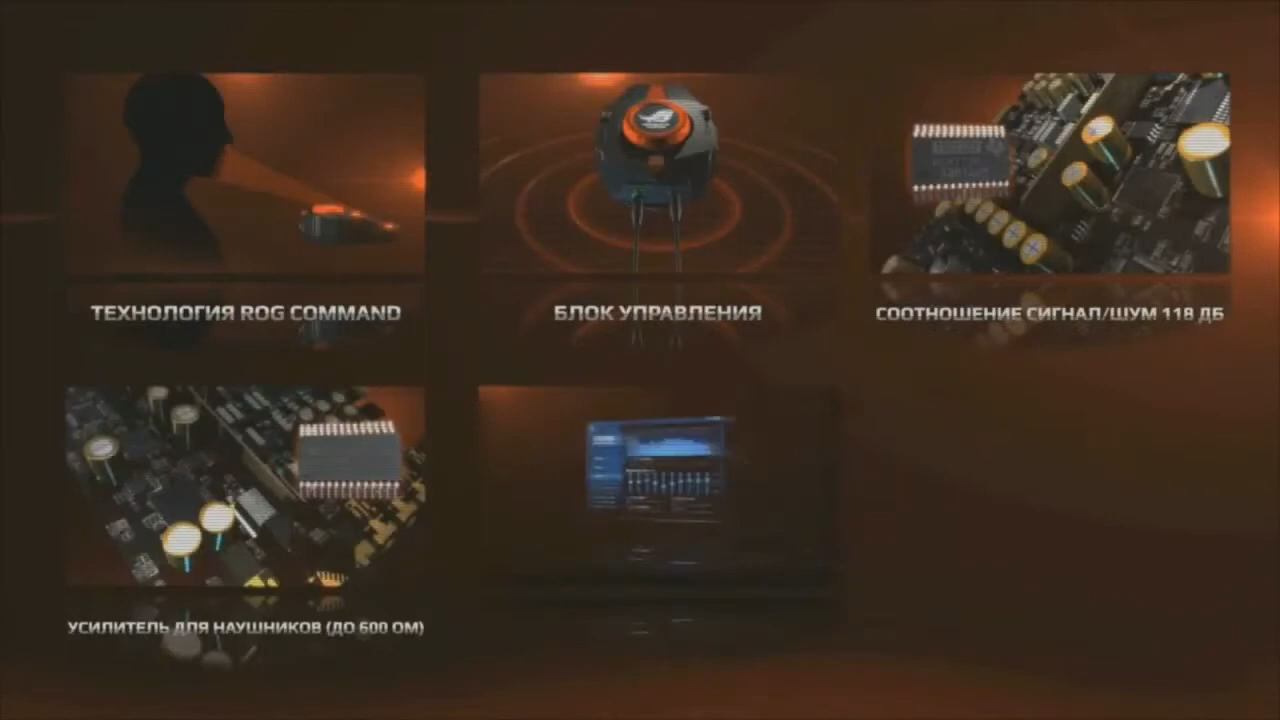 ТЕХНОЛОГИЯ ROG COMMAND
БЛОК УПРАВЛЕНИЯ
СООТНОШЕНИЕ СИГНАЛ/ШУМ 118 ДБ
УСИЛИТЕЛЬ ДЛЯ НАУШНИКОВ (ДО 600 ОМ)